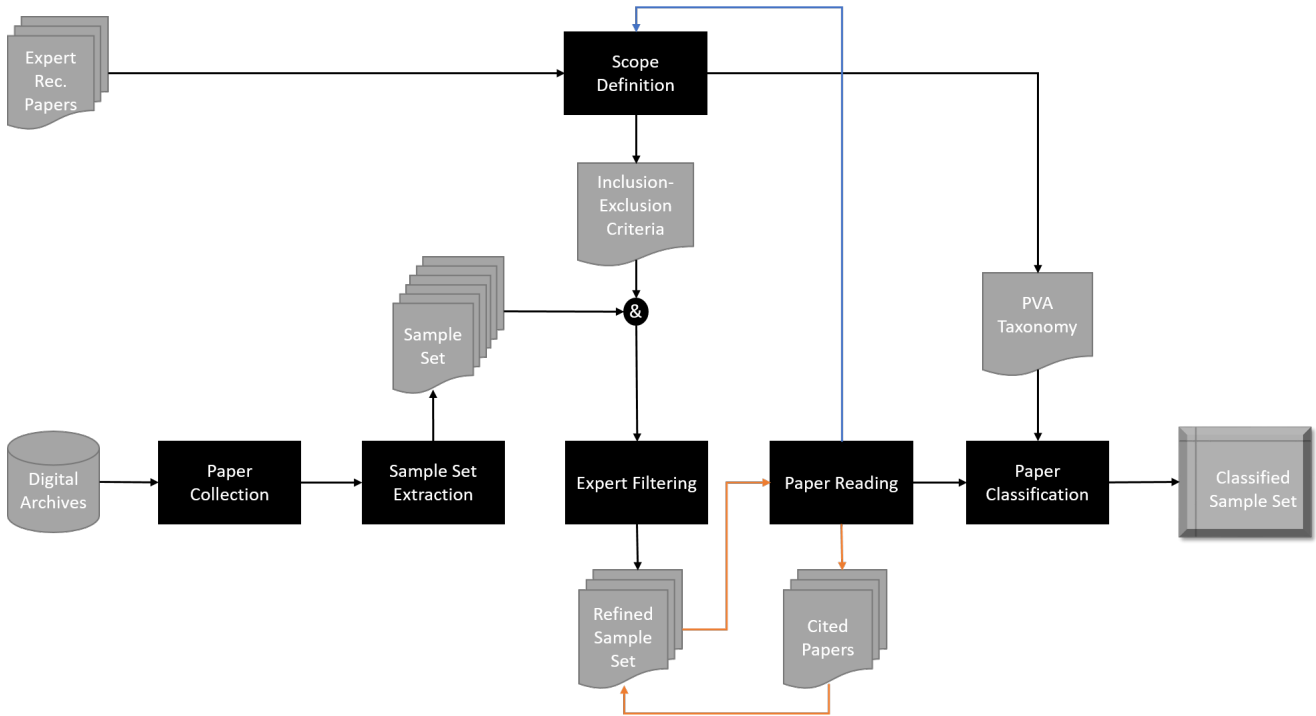 Expert
Rec.
Papers
Scope
Definition
Inclusion-
Exclusion
Criteria
Sample
Set
&
PVA
Taxonomy
Digital
Archives
Paper
Collection
Sample Set
Extraction
Expert Filtering
Paper Reading
Paper
Classification
Classified
Sample Set
Refined
Sample
Set
Cited
Papers